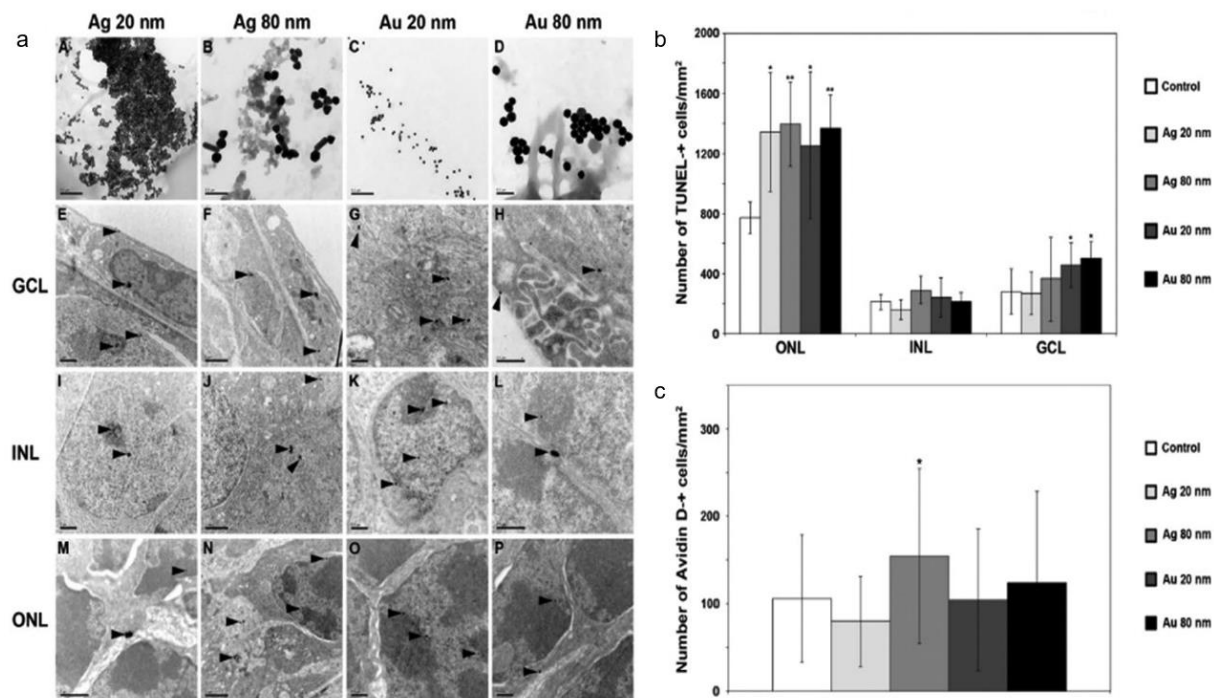 Ag 20 nm Ag 80 nm Au 20 nm Au 80 nm
a
A B C D
GCL
E F G H
INL
I J K L
ONL
M N O P
b
Number of TUNEL-+ cells/mm²
2000
1600
1200
800
400
0
* ** * **
* *
ONL INL GCL
Control
Ag 20 nm
Ag 80 nm
Au 20 nm
Au 80 nm
c
Number of Avidin D-+ cells/mm²
300
200
100
0
*
Control
Ag 20 nm
Ag 80 nm
Au 20 nm
Au 80 nm